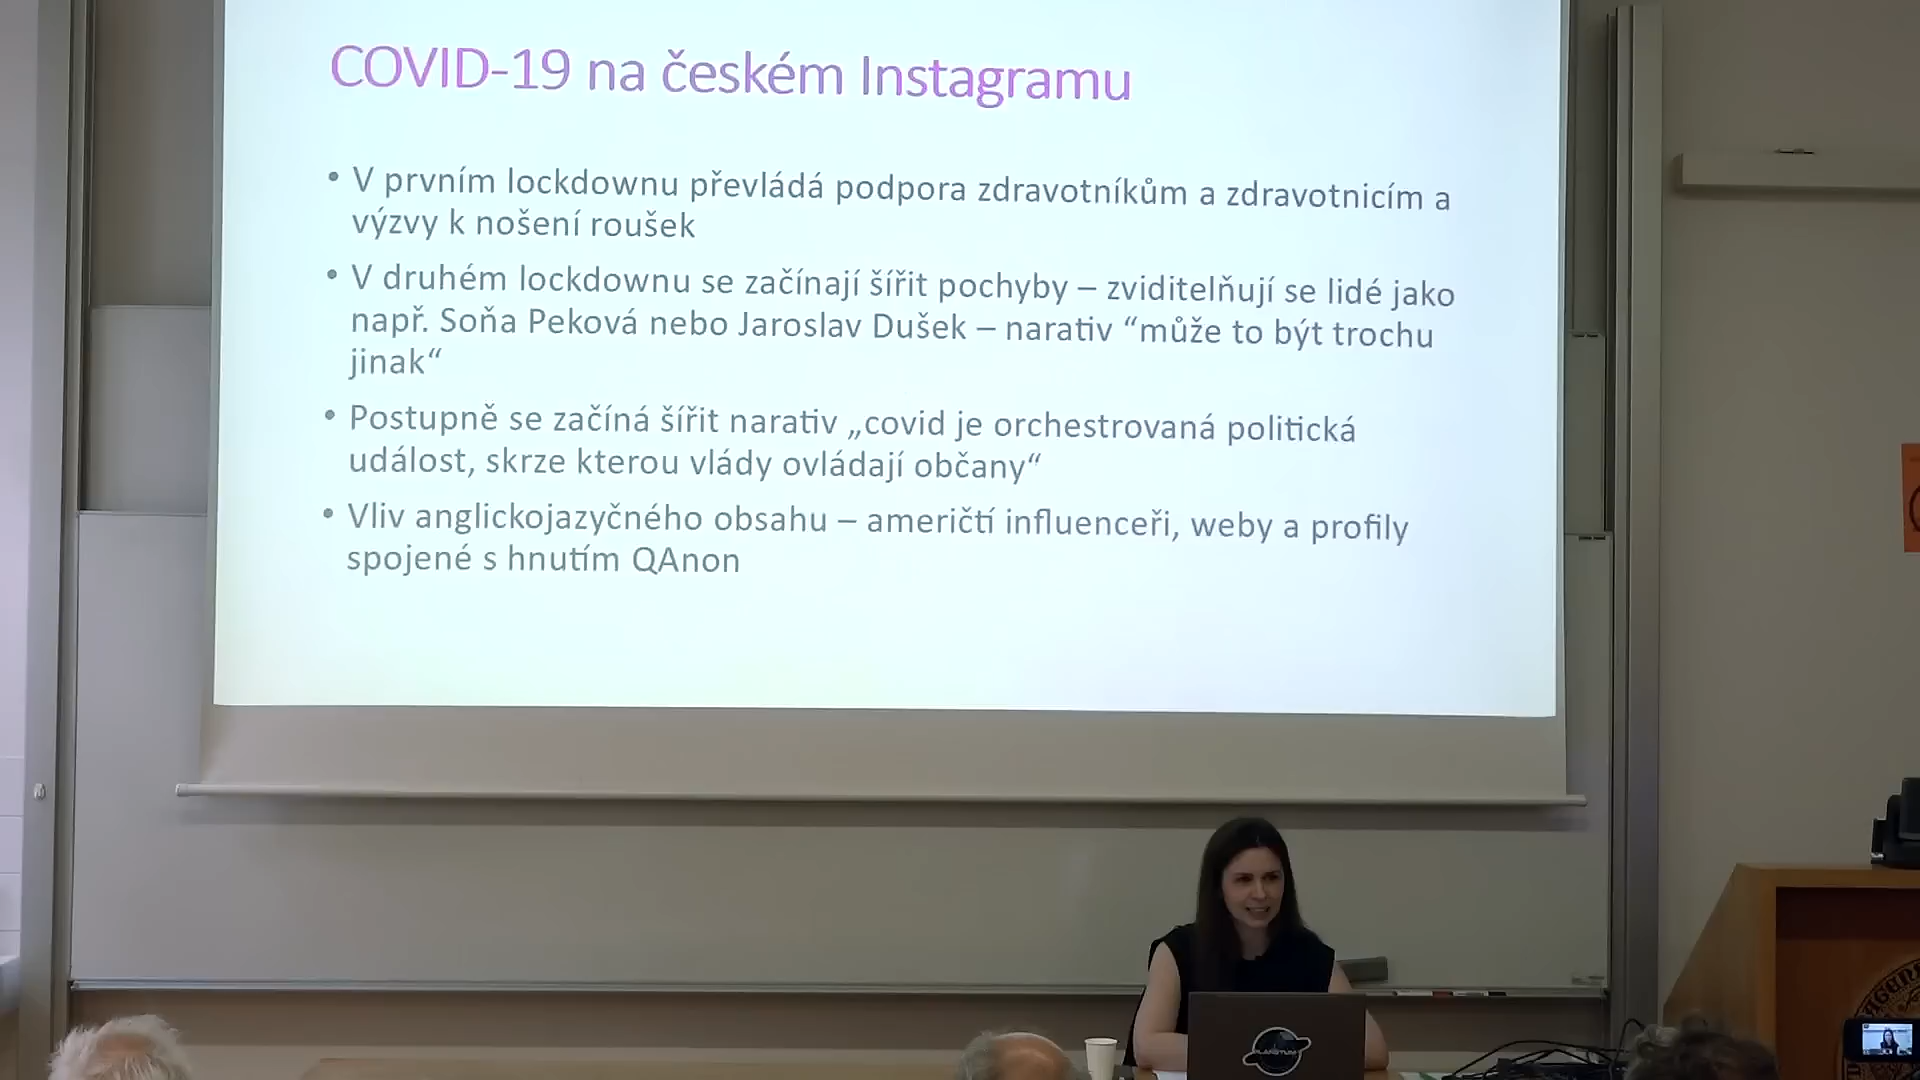 COVID-19 na českém Instagramu
• V prvním lockdownu převládá podpora zdravotníkům a zdravotnicím a
výzvy k nošení roušek
• V druhém lockdownu se začínají šířit pochyby – zviditelňují se lidé jako
např. Soňa Peková nebo Jaroslav Dušek – narativ “může to být trochu
jinak“
• Postupně se začíná šířit narativ „covid je orchestrovaná politická
událost, skrze kterou vlády ovládají občany“
• Vliv anglickojazyčného obsahu – američtí influenceři, weby a profily
spojené s hnutím QAnon
PLANETUM